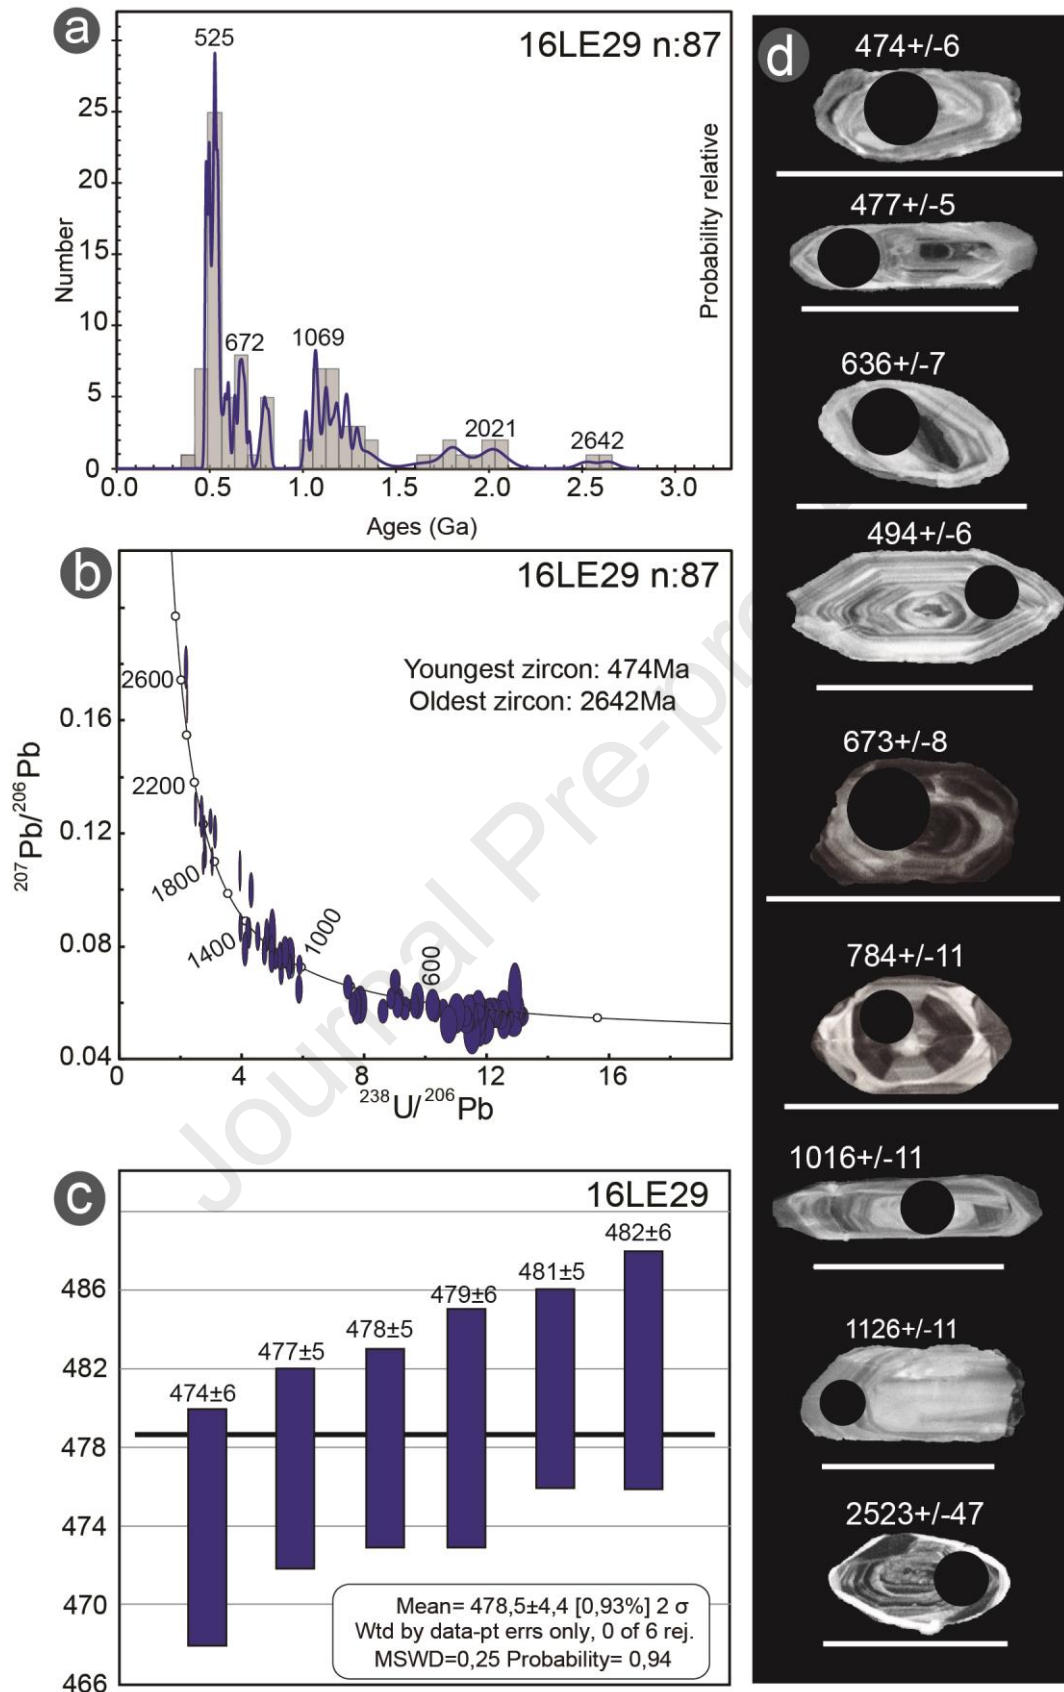 a
16LE29 n:87
525
672
1069
2021
2642
Number
Probability relative
25
20
15
10
5
0
0.0 0.5 1.0 1.5 2.0 2.5 3.0
Ages (Ga)
b
16LE29 n:87
Youngest zircon: 474Ma
Oldest zircon: 2642Ma
2600
2200
1800
1400
1000
600
207Pb/206Pb
0.16
0.12
0.08
0.04
0 4 8 12 16
238U/206Pb
c
16LE29
474±6
477±5
478±5
479±6
481±5
482±6
486
482
478
474
470
466
Mean= 478,5±4,4 [0,93%] 2 σ
Wtd by data-pt errs only, 0 of 6 rej.
MSWD=0,25 Probability= 0,94
d
474+/-6
477+/-5
636+/-7
494+/-6
673+/-8
784+/-11
1016+/-11
1126+/-11
2523+/-47
Journal Pre-pr